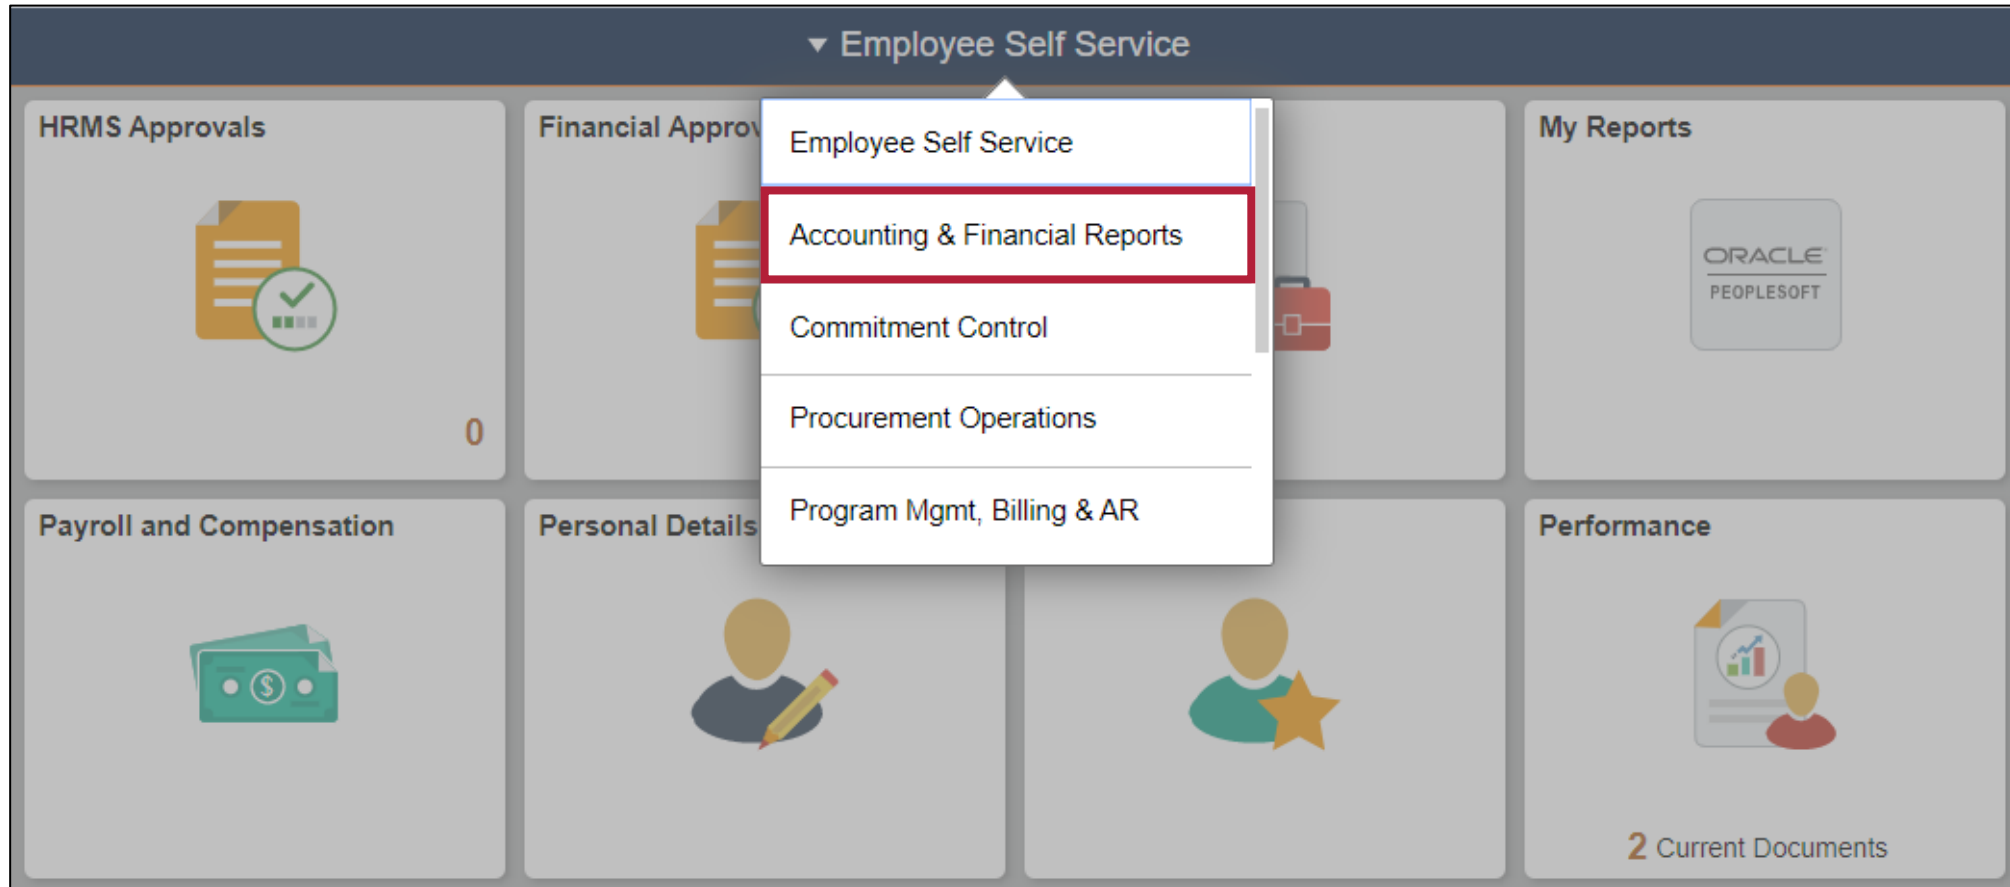 Employee Self Service
HRMS Approvals
Financial Approv
Employee Self Service
Accounting & Financial Reports
Commitment Control
Procurement Operations
Program Mgmt, Billing & AR
My Reports
ORACLE
PEOPLESOFT
0
Payroll and Compensation
Personal Details
Performance
2 Current Documents